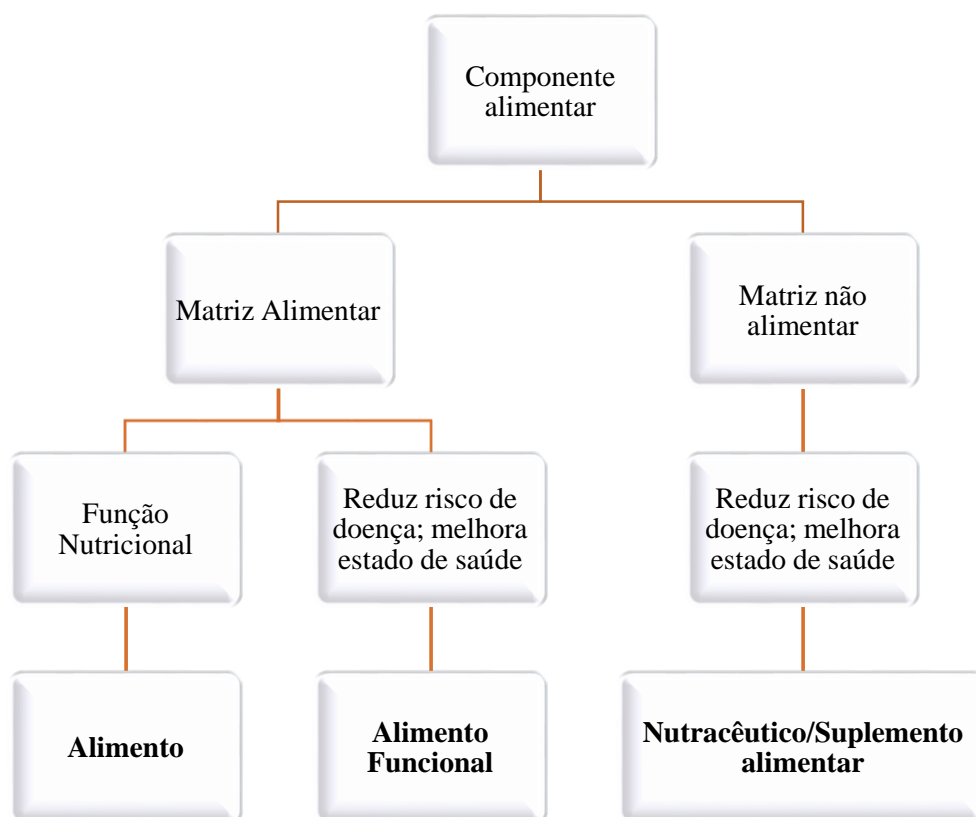 Componente
alimentar
Matriz Alimentar
Matriz não
alimentar
Função
Nutricional
Reduz risco de
doença; melhora
estado de saúde
Reduz risco de
doença; melhora
estado de saúde
Alimento
Alimento
Funcional
Nutracêutico/Suplemento
alimentar